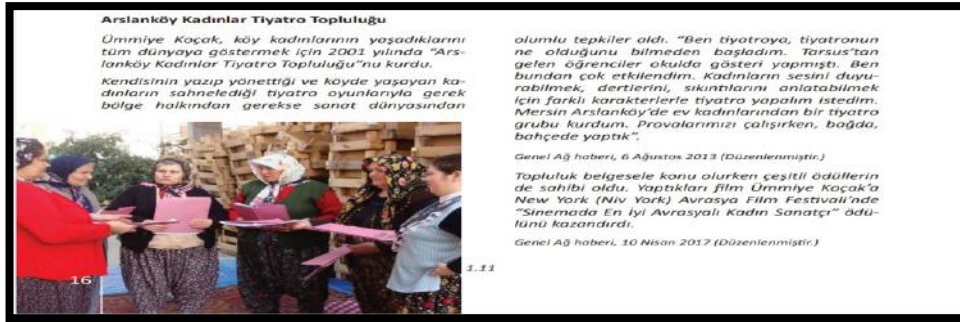 Arslanköy Kadınlar Tiyatro Topluluğu
Ümmiye Koçak, köy kadınlarının yaşadıklarını
tüm dünyaya göstermek için 2001 yılında “Ars-
lanköy Kadınlar Tiyatro Topluluğu”nu kurdu.
Kendisinin yazıp yönettiği ve köyde yaşayan ka-
dınların sahnelediği tiyatro oyunlarıyla gerek
bölge halkından gerekse sanat dünyasından
16
olumlu tepkiler aldı. “Ben tiyatroya, tiyatronun
ne olduğunu bilmeden başladım. Tarsus’tan
gelen öğrenciler okulda gösteri yapmıştı. Ben
bundan çok etkilendim. Kadınların sesini duyu-
rabilmek, dertlerini, sıkıntılarını anlatabilmek
için farklı karakterlerle tiyatro yapalım istedim.
Mersin Arslanköy’de ev kadınlarından bir tiyatro
grubu kurdum. Provalarımızı çalışırken, bağda,
bahçede yaptık”.
Genel Ağ haberi, 6 Ağustos 2013 (Düzenlenmiştir.)
Topluluk belgesele konu olurken çeşitli ödüllerin
de sahibi oldu. Yaptıkları film Ümmiye Koçak’a
New York (Niv York) Avrasya Film Festivali’nde
“Sinemada En İyi Avrasyalı Kadın Sanatçı” ödü-
lünü kazandırdı.
Genel Ağ haberi, 10 Nisan 2017 (Düzenlenmiştir.)
1.11